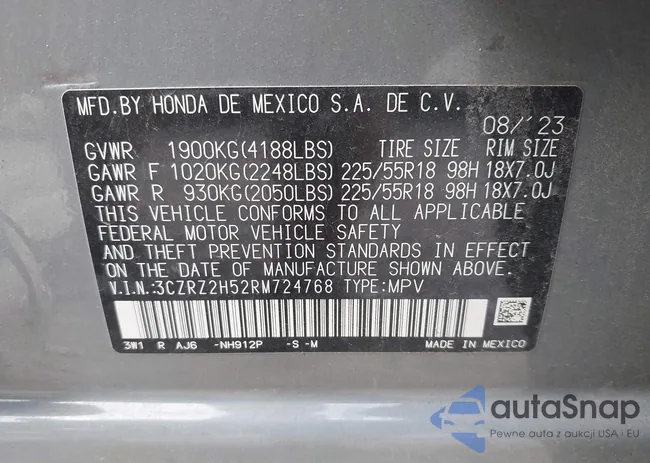 MFD.BY HONDA DE MEXICO S.A. DE C.V.
08/'23
GVWR 1900KG(4188LBS) TIRE SIZE RIM SIZE
GAWR F 1020KG(2248LBS) 225/55R18 98H 18X7.0J
GAWR R 930KG(2050LBS) 225/55R18 98H 18X7.0J
THIS VEHICLE CONFORMS TO ALL APPLICABLE
FEDERAL MOTOR VEHICLE SAFETY
AND THEFT PREVENTION STANDARDS IN EFFECT
ON THE DATE OF MANUFACTURE SHOWN ABOVE.
V.I.N.:3CZRZ2H52RM724768 TYPE:MPV
3W1 R AJ6 -NH912P -S -M MADE IN MEXICO
autaSnap
Pewne auta z aukcji USA i EU